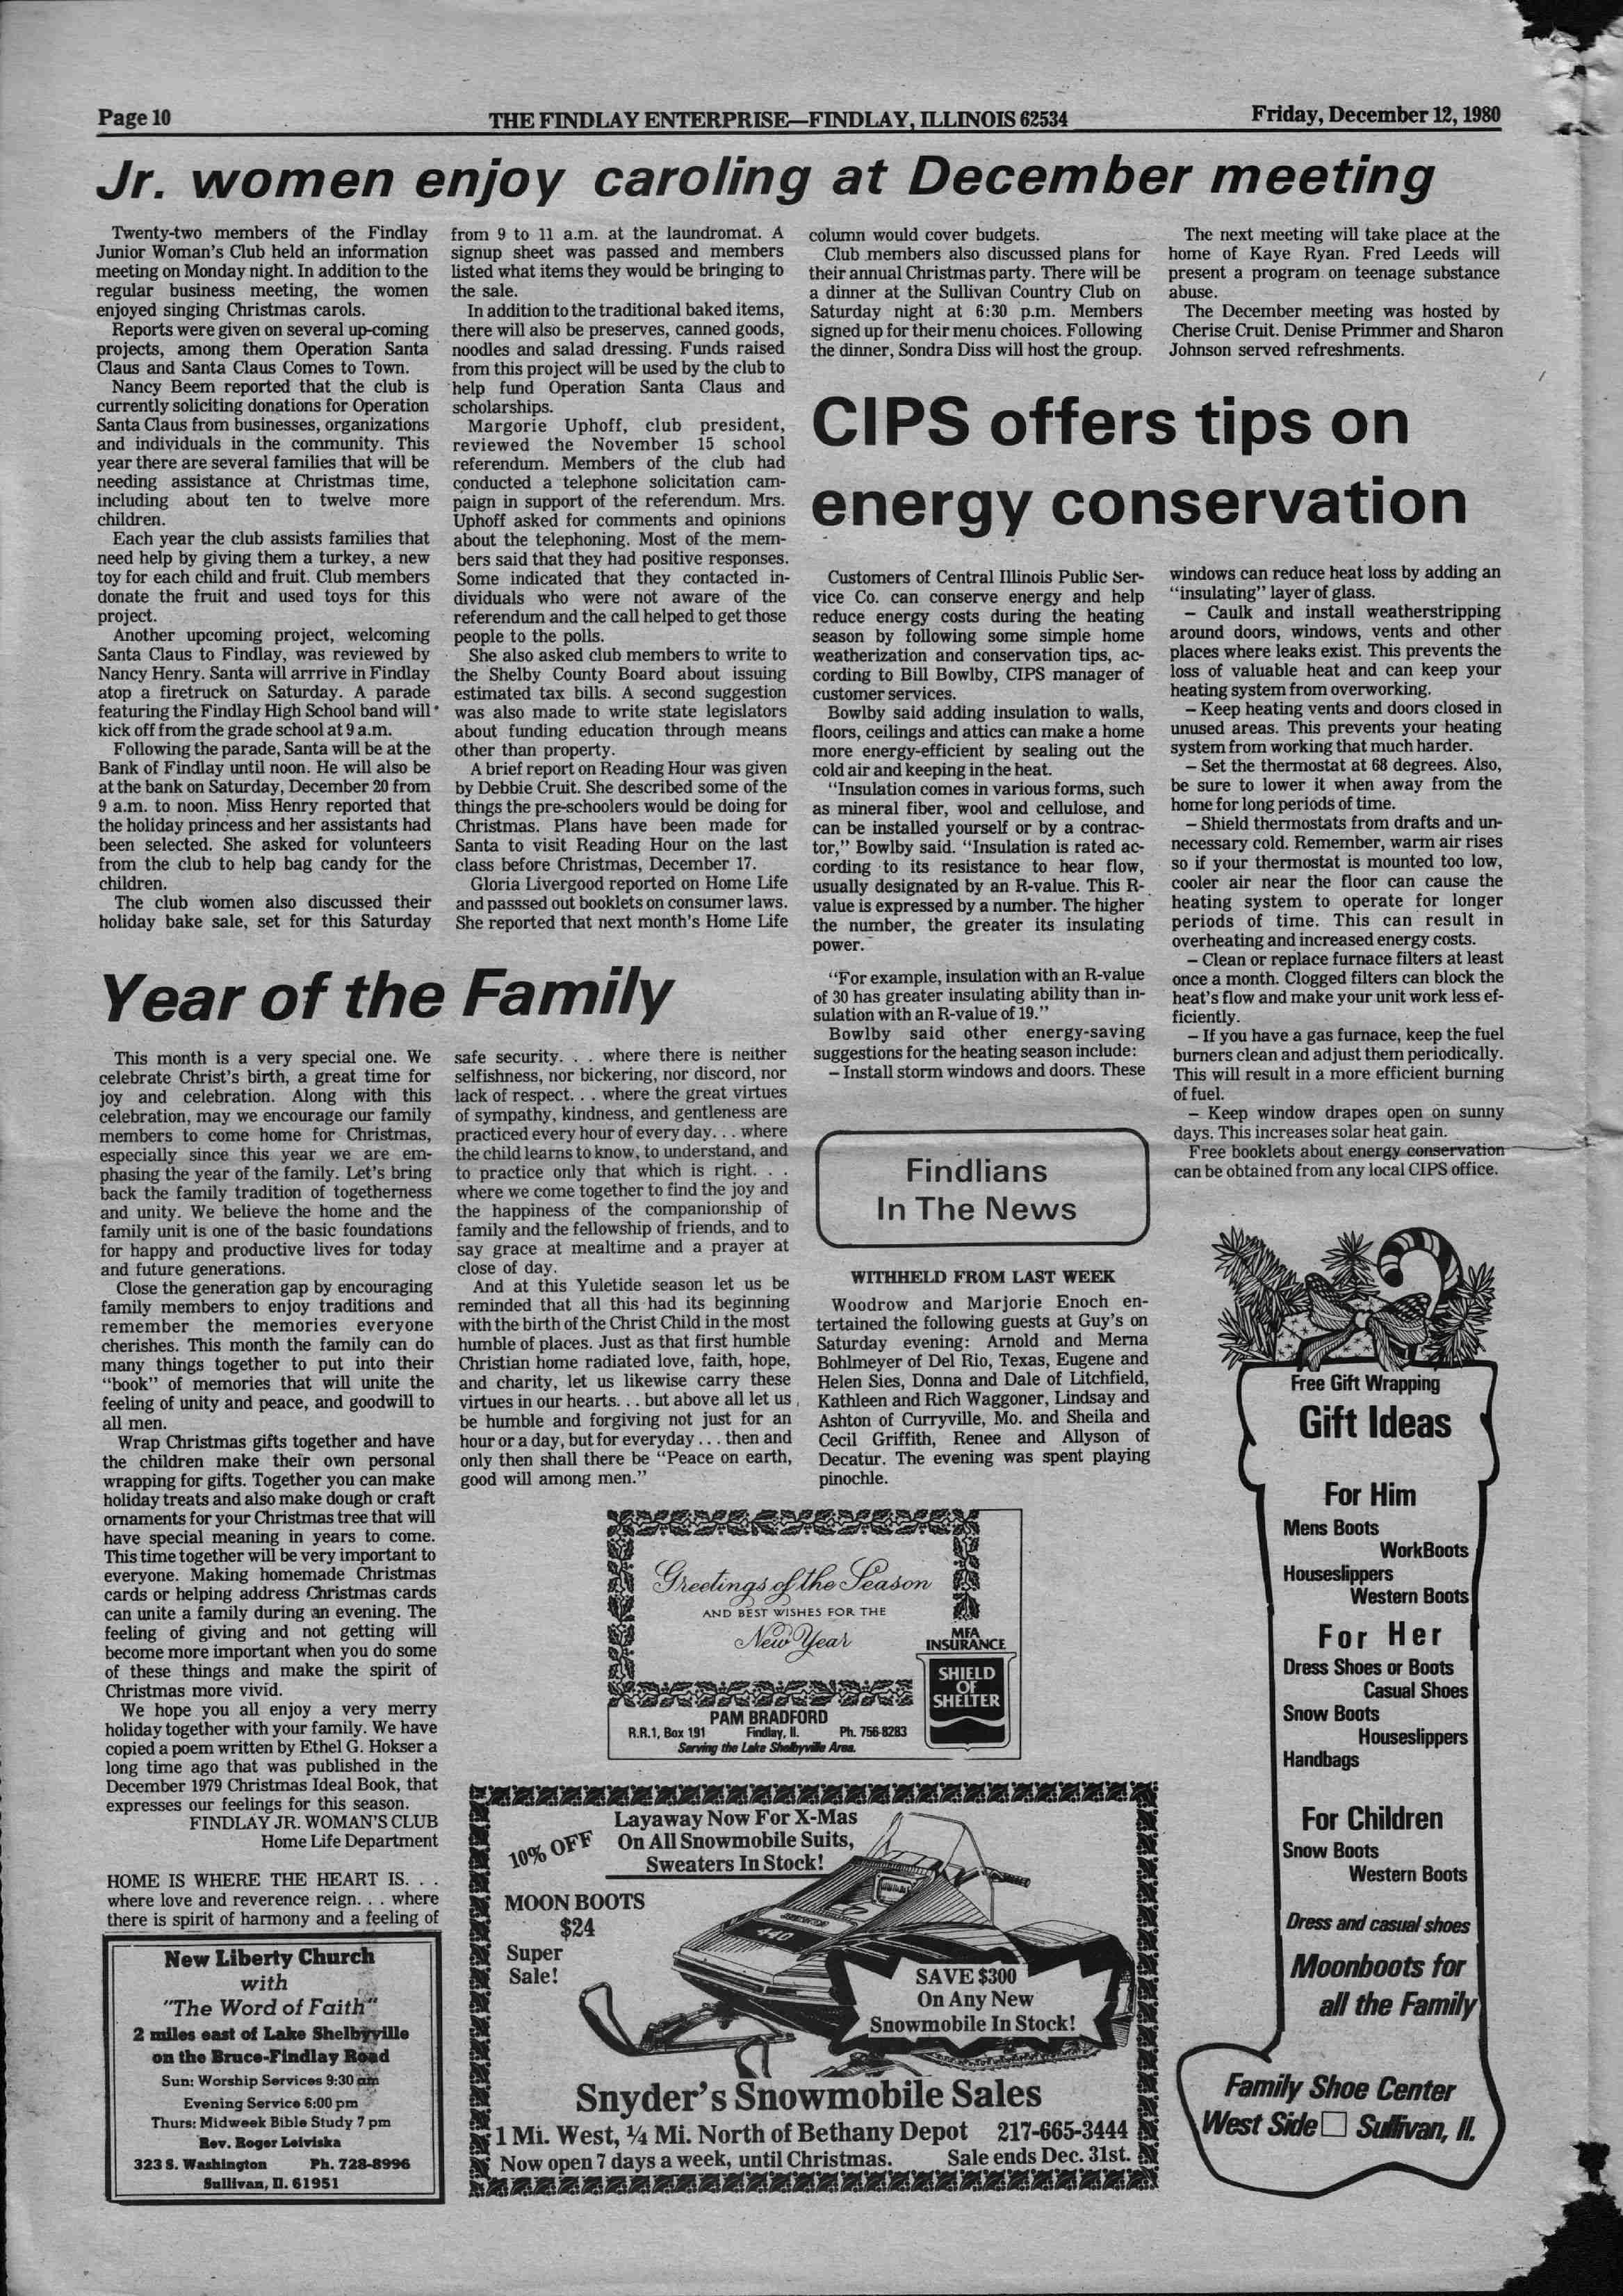 Page 10
THE FINDLAY ENTERPRISE—FINDLAY, ILLINOIS 62534
Friday, December 12, 1980
Jr. women enjoy caroling at December meeting
Twenty-two members of the Findlay
Junior Woman's Club held an information
meeting on Monday night. In addition to the
regular business meeting, the women
enjoyed singing Christmas carols.
Reports were given on several up-coming
projects, among them Operation Santa
Claus and Santa Claus Comes to Town.
Nancy Beem reported that the club is
currently soliciting donations for Operation
Santa Claus from businesses, organizations
and individuals in the community. This
year there are several families that will be
needing assistance at Christmas time,
including about ten to twelve more
children.
Each year the club assists families that
need help by giving them a turkey, a new
toy for each child and fruit. Club members
donate the fruit and used toys for this
project.
Another upcoming project, welcoming
Santa Claus to Findlay, was reviewed by
Nancy Henry. Santa will arrrive in Findlay
atop a firetruck on Saturday. A parade
featuring the Findlay High School band will
kick off from the grade school at 9 a.m.
Following the parade, Santa will be at the
Bank of Findlay until noon. He will also be
at the bank on Saturday, December 20 from
9 a.m. to noon. Miss Henry reported that
the holiday princess and her assistants had
been selected. She asked for volunteers
from the club to help bag candy for the
children.
The club women also discussed their
holiday bake sale, set for this Saturday
from 9 to 11 a.m. at the laundromat. A
signup sheet was passed and members
listed what items they would be bringing to
the sale.
In addition to the traditional baked items,
there will also be preserves, canned goods,
noodles and salad dressing. Funds raised
from this project will be used by the club to
help fund Operation Santa Claus and
scholarships.
Margorie Uphoff, club president,
reviewed the November 15 school
referendum. Members of the club had
conducted a telephone solicitation cam-
paign in support of the referendum. Mrs.
Uphoff asked for comments and opinions
about the telephoning. Most of the mem-
bers said that they had positive responses.
Some indicated that they contacted in-
dividuals who were not aware of the
referendum and the call helped to get those
people to the polls.
She also asked club members to write to
the Shelby County Board about issuing
estimated tax bills. A second suggestion
was also made to write state legislators
about funding education through means
other than property.
A brief report on Reading Hour was given
by Debbie Cruit. She described some of the
things the pre-schoolers would be doing for
Christmas. Plans have been made for
Santa to visit Reading Hour on the last
class before Christmas, December 17.
Gloria Livergood reported on Home Life
and passsed out booklets on consumer laws.
She reported that next month's Home Life
column would cover budgets.
Club members also discussed plans for
their annual Christmas party. There will be
a dinner at the Sullivan Country Club on
Saturday night at 6:30 p.m. Members
signed up for their menu choices. Following
the dinner, Sondra Diss will host the group.
The next meeting will take place at the
home of Kaye Ryan. Fred Leeds will
present a program on teenage substance
abuse.
The December meeting was hosted by
Cherise Cruit. Denise Primmer and Sharon
Johnson served refreshments.
CIPS offers tips on
energy conservation
Customers of Central Illinois Public Ser-
vice Co. can conserve energy and help
reduce energy costs during the heating
season by following some simple home
weatherization and conservation tips, ac-
cording to Bill Bowlby, CIPS manager of
customer services.
Bowlby said adding insulation to walls,
floors, ceilings and attics can make a home
more energy-efficient by sealing out the
cold air and keeping in the heat.
"Insulation comes in various forms, such
as mineral fiber, wool and cellulose, and
can be installed yourself or by a contrac-
tor," Bowlby said. "Insulation is rated ac-
cording to its resistance to hear flow,
usually designated by an R-value. This R-
value is expressed by a number. The higher
the number, the greater its insulating
power.
"For example, insulation with an R-value
of 30 has greater insulating ability than in-
sulation with an R-value of 19."
Bowlby said other energy-saving
suggestions for the heating season include:
— Install storm windows and doors. These
windows can reduce heat loss by adding an
"insulating" layer of glass.
— Caulk and install weatherstripping
around doors, windows, vents and other
places where leaks exist. This prevents the
loss of valuable heat and can keep your
heating system from overworking.
— Keep heating vents and doors closed in
unused areas. This prevents your heating
system from working that much harder.
— Set the thermostat at 68 degrees. Also,
be sure to lower it when away from the
home for long periods of time.
— Shield thermostats from drafts and un-
necessary cold. Remember, warm air rises
so if your thermostat is mounted too low,
cooler air near the floor can cause the
heating system to operate for longer
periods of time. This can result in
overheating and increased energy costs.
— Clean or replace furnace filters at least
once a month. Clogged filters can block the
heat's flow and make your unit work less ef-
ficiently.
— If you have a gas furnace, keep the fuel
burners clean and adjust them periodically.
This will result in a more efficient burning
of fuel.
— Keep window drapes open on sunny
days. This increases solar heat gain.
Free booklets about energy conservation
can be obtained from any local CIPS office.
Year of the Family
This month is a very special one. We
celebrate Christ's birth, a great time for
joy and celebration. Along with this
celebration, may we encourage our family
members to come home for Christmas,
especially since this year we are em-
phasing the year of the family. Let's bring
back the family tradition of togetherness
and unity. We believe the home and the
family unit is one of the basic foundations
for happy and productive lives for today
and future generations.
Close the generation gap by encouraging
family members to enjoy traditions and
remember the memories everyone
cherishes. This month the family can do
many things together to put into their
"book" of memories that will unite the
feeling of unity and peace, and goodwill to
all men.
Wrap Christmas gifts together and have
the children make their own personal
wrapping for gifts. Together you can make
holiday treats and also make dough or craft
ornaments for your Christmas tree that will
have special meaning in years to come.
This time together will be very important to
everyone. Making homemade Christmas
cards or helping address Christmas cards
can unite a family during an evening. The
feeling of giving and not getting will
become more important when you do some
of these things and make the spirit of
Christmas more vivid.
We hope you all enjoy a very merry
holiday together with your family. We have
copied a poem written by Ethel G. Hokser a
long time ago that was published in the
December 1979 Christmas Ideal Book, that
expresses our feelings for this season.
FINDLAY JR. WOMAN'S CLUB
Home Life Department
HOME IS WHERE THE HEART IS. . .
where love and reverence reign. . . where
there is spirit of harmony and a feeling of
safe security. . . where there is neither
selfishness, nor bickering, nor discord, nor
lack of respect. . . where the great virtues
of sympathy, kindness, and gentleness are
practiced every hour of every day. . . where
the child learns to know, to understand, and
to practice only that which is right. . .
where we come together to find the joy and
the happiness of the companionship of
family and the fellowship of friends, and to
say grace at mealtime and a prayer at
close of day.
And at this Yuletide season let us be
reminded that all this had its beginning
with the birth of the Christ Child in the most
humble of places. Just as that first humble
Christian home radiated love, faith, hope,
and charity, let us likewise carry these
virtues in our hearts. . . but above all let us
be humble and forgiving not just for an
hour or a day, but for everyday . . . then and
only then shall there be "Peace on earth,
good will among men."
Findlians
In The News
WITHHELD FROM LAST WEEK
Woodrow and Marjorie Enoch en-
tertained the following guests at Guy's on
Saturday evening: Arnold and Merna
Bohlmeyer of Del Rio, Texas, Eugene and
Helen Sies, Donna and Dale of Litchfield,
Kathleen and Rich Waggoner, Lindsay and
Ashton of Curryville, Mo. and Sheila and
Cecil Griffith, Renee and Allyson of
Decatur. The evening was spent playing
pinochle.
Greetings of the Season
AND BEST WISHES FOR THE
New Year
MFA
INSURANCE
SHIELD
OF
SHELTER
PAM BRADFORD
R.R.1, Box 191 Findlay, Il. Ph. 756-8283
Serving the Lake Shelbyville Area.
New Liberty Church
with
"The Word of Faith"
2 miles east of Lake Shelbyville
on the Bruce-Findlay Road
Sun: Worship Services 9:30 am
Evening Service 6:00 pm
Thurs: Midweek Bible Study 7 pm
Rev. Roger Leiviska
323 S. Washington Ph. 728-8996
Sullivan, Il. 61951
10% OFF
Layaway Now For X-Mas
On All Snowmobile Suits,
Sweaters In Stock!
MOON BOOTS
$24
Super
Sale!
440
SAVE $300
On Any New
Snowmobile In Stock!
Snyder's Snowmobile Sales
1 Mi. West, ¼ Mi. North of Bethany Depot 217-665-3444
Now open 7 days a week, until Christmas. Sale ends Dec. 31st.
Free Gift Wrapping
Gift Ideas
For Him
Mens Boots
WorkBoots
Houseslippers
Western Boots
For Her
Dress Shoes or Boots
Casual Shoes
Snow Boots
Houseslippers
Handbags
For Children
Snow Boots
Western Boots
Dress and casual shoes
Moonboots for
all the Family
Family Shoe Center
West Side □ Sullivan, Il.